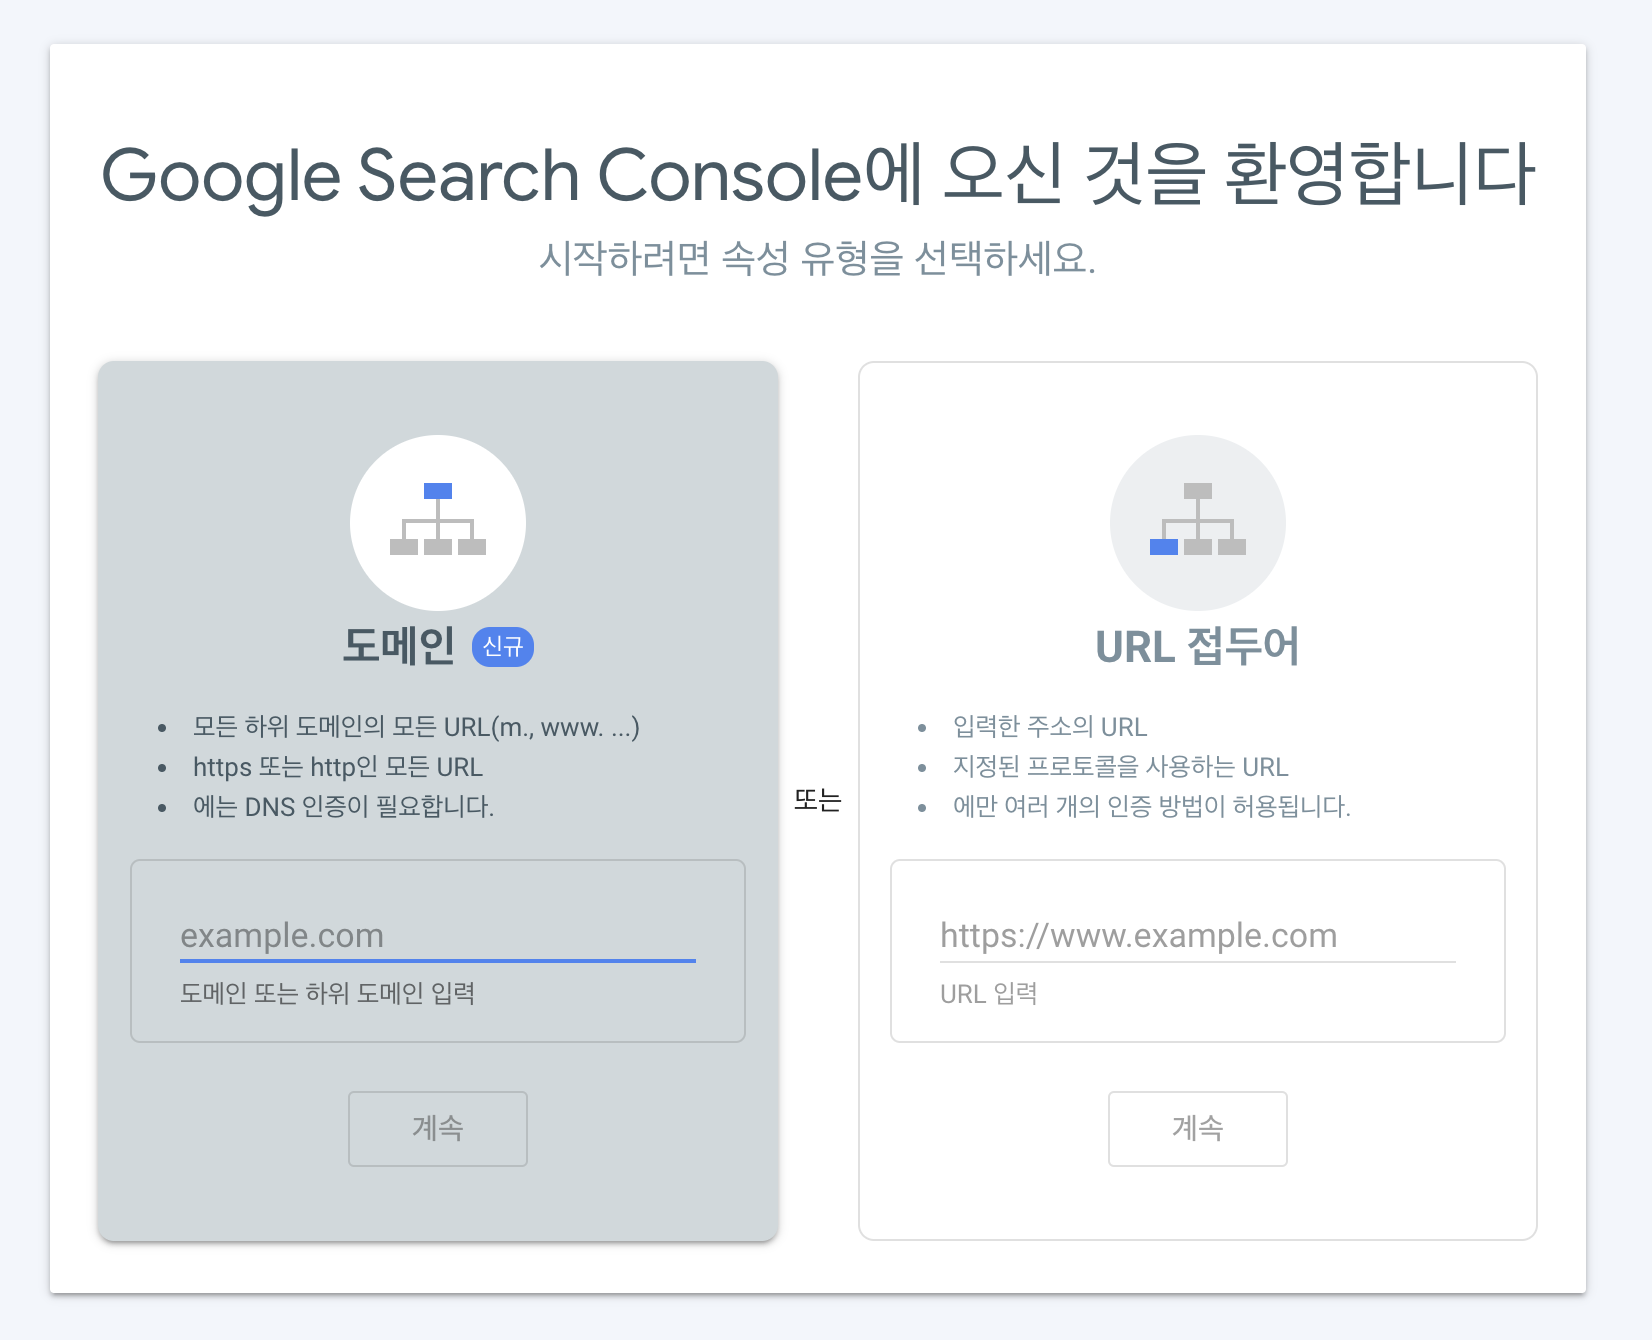 Google Search Console에 오신 것을 환영합니다
시작하려면 속성 유형을 선택하세요.
도메인 신규
• 모든 하위 도메인의 모든 URL(m., www. ...)
• https 또는 http인 모든 URL
• 에는 DNS 인증이 필요합니다.
example.com
도메인 또는 하위 도메인 입력
계속
또는
URL 접두어
• 입력한 주소의 URL
• 지정된 프로토콜을 사용하는 URL
• 에만 여러 개의 인증 방법이 허용됩니다.
https://www.example.com
URL 입력
계속